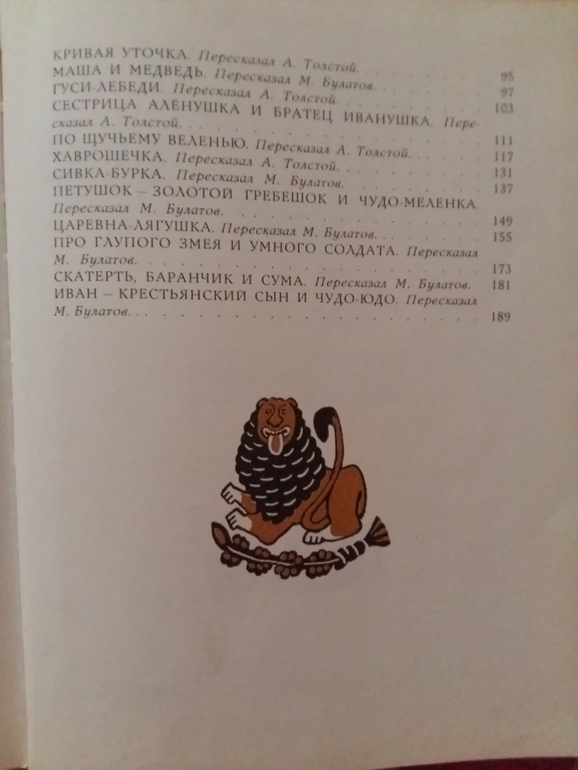 КРИВАЯ УТОЧКА. Пересказал А. Толстой. . . . . . . . . . 95
МАША И МЕДВЕДЬ. Пересказал М. Булатов. . . . . . . . . 97
ГУСИ-ЛЕБЕДИ. Пересказал А. Толстой. . . . . . . . . . . 103
СЕСТРИЦА АЛЕНУШКА И БРАТЕЦ ИВАНУШКА. Пере-
сказал А. Толстой. . . . . . . . . . . . . . . . . . . . 111
ПО ЩУЧЬЕМУ ВЕЛЕНЬЮ. Пересказал А. Толстой. . . . . . 117
ХАВРОШЕЧКА. Пересказал А. Толстой. . . . . . . . . . . 131
СИВКА-БУРКА. Пересказал М. Булатов. . . . . . . . . . . 137
ПЕТУШОК – ЗОЛОТОЙ ГРЕБЕШОК И ЧУДО-МЕЛЕНКА.
Пересказал М. Булатов. . . . . . . . . . . . . . . . . . 149
ЦАРЕВНА-ЛЯГУШКА. Пересказал М. Булатов. . . . . . . . 155
ПРО ГЛУПОГО ЗМЕЯ И УМНОГО СОЛДАТА. Пересказал
М. Булатов. . . . . . . . . . . . . . . . . . . . . . . 173
СКАТЕРТЬ, БАРАНЧИК И СУМА. Пересказал М. Булатов. 181
ИВАН – КРЕСТЬЯНСКИЙ СЫН И ЧУДО-ЮДО. Пересказал
М. Булатов. . . . . . . . . . . . . . . . . . . . . . . 189